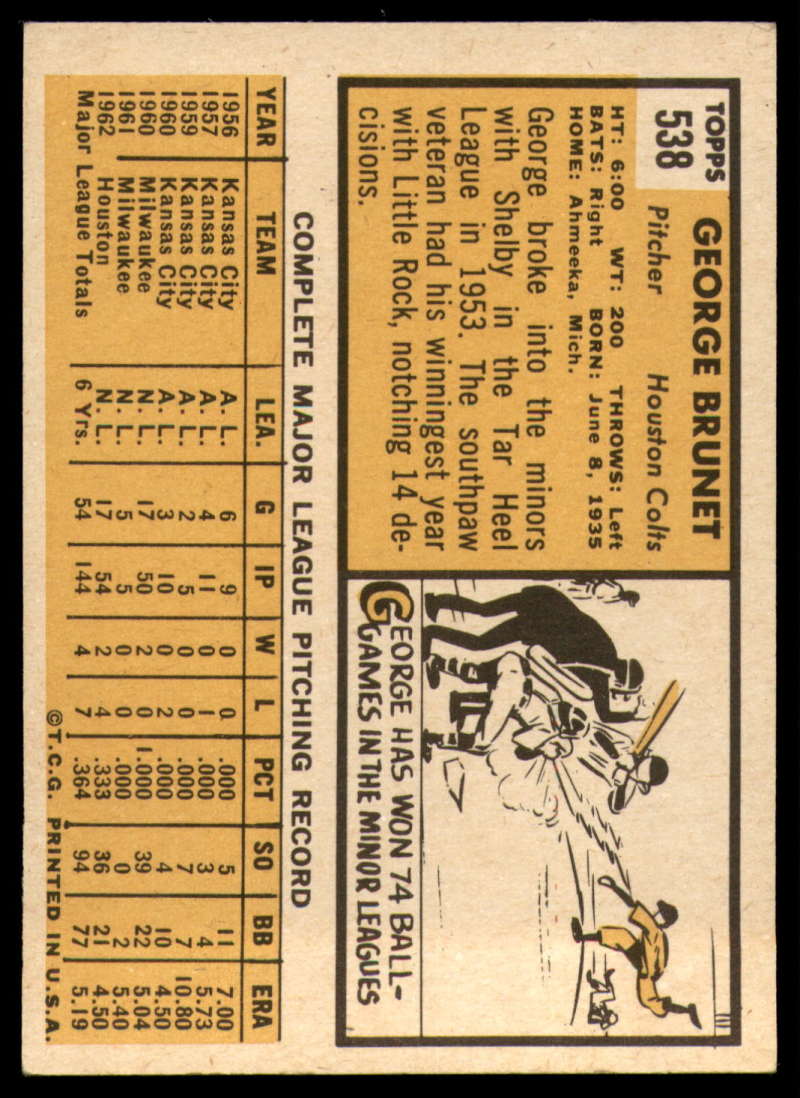 TOPPS
538
GEORGE BRUNET
Pitcher Houston Colts
HT: 6:00 WT: 200 THROWS: Left
BATS: Right BORN: June 8, 1935
HOME: Ahmeeka, Mich.
George broke into the minors
with Shelby in the Tar Heel
League in 1953. The southpaw
veteran had his winningest year
with Little Rock, notching 14 de-
cisions.
GEORGE HAS WON 74 BALL-
GAMES IN THE MINOR LEAGUES
COMPLETE MAJOR LEAGUE PITCHING RECORD
YEAR TEAM LEA. G IP W L PCT SO BB ERA
1956 Kansas City A. L. 6 9 0 0 .000 5 11 7.00
1957 Kansas City A. L. 4 11 0 1 .000 3 4 5.73
1959 Kansas City A. L. 2 5 0 0 .000 7 7 10.80
1960 Kansas City A. L. 3 10 0 2 .000 4 10 4.50
1960 Milwaukee N. L. 17 50 2 0 1.000 39 22 5.04
1961 Milwaukee N. L. 5 5 0 0 .000 0 2 5.40
1962 Houston N. L. 17 54 2 4 .333 36 21 4.50
Major League Totals 6 Yrs. 54 144 4 7 .364 94 77 5.19
©T.C.G. PRINTED IN U.S.A.